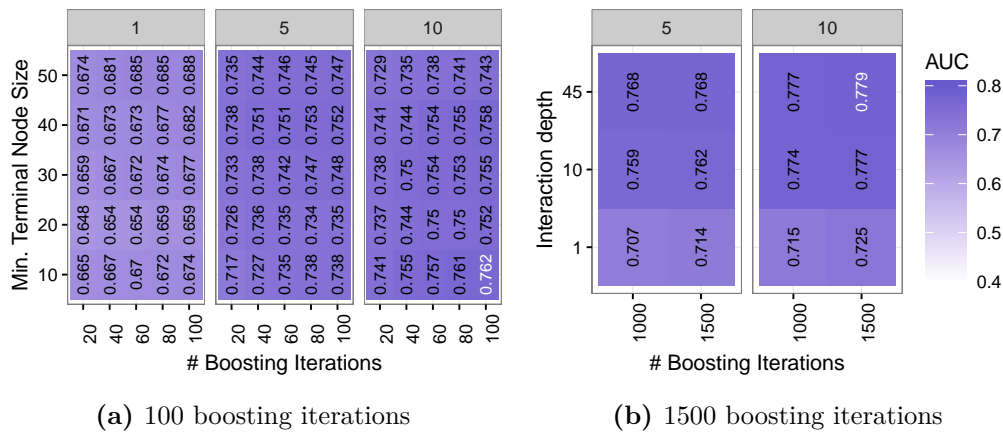 1 5 10
Min. Terminal Node Size
50 0.674 0.681 0.685 0.685 0.688 0.735 0.744 0.746 0.745 0.747 0.729 0.735 0.738 0.741 0.743
40 0.671 0.673 0.673 0.677 0.682 0.738 0.751 0.751 0.753 0.752 0.741 0.744 0.754 0.755 0.758
30 0.659 0.667 0.672 0.674 0.677 0.733 0.738 0.742 0.747 0.748 0.738 0.75 0.754 0.753 0.755
20 0.648 0.654 0.654 0.659 0.659 0.726 0.736 0.735 0.734 0.735 0.737 0.744 0.75 0.75 0.752
10 0.665 0.667 0.67 0.672 0.674 0.717 0.727 0.735 0.738 0.738 0.741 0.755 0.757 0.761 0.762
20 40 60 80 100 20 40 60 80 100 20 40 60 80 100
# Boosting Iterations
(a) 100 boosting iterations
5 10
Interaction depth
45 0.768 0.768 0.777 0.779
10 0.759 0.762 0.774 0.777
1 0.707 0.714 0.715 0.725
1000 1500 1000 1500
# Boosting Iterations
(b) 1500 boosting iterations
AUC
0.8
0.7
0.6
0.5
0.4